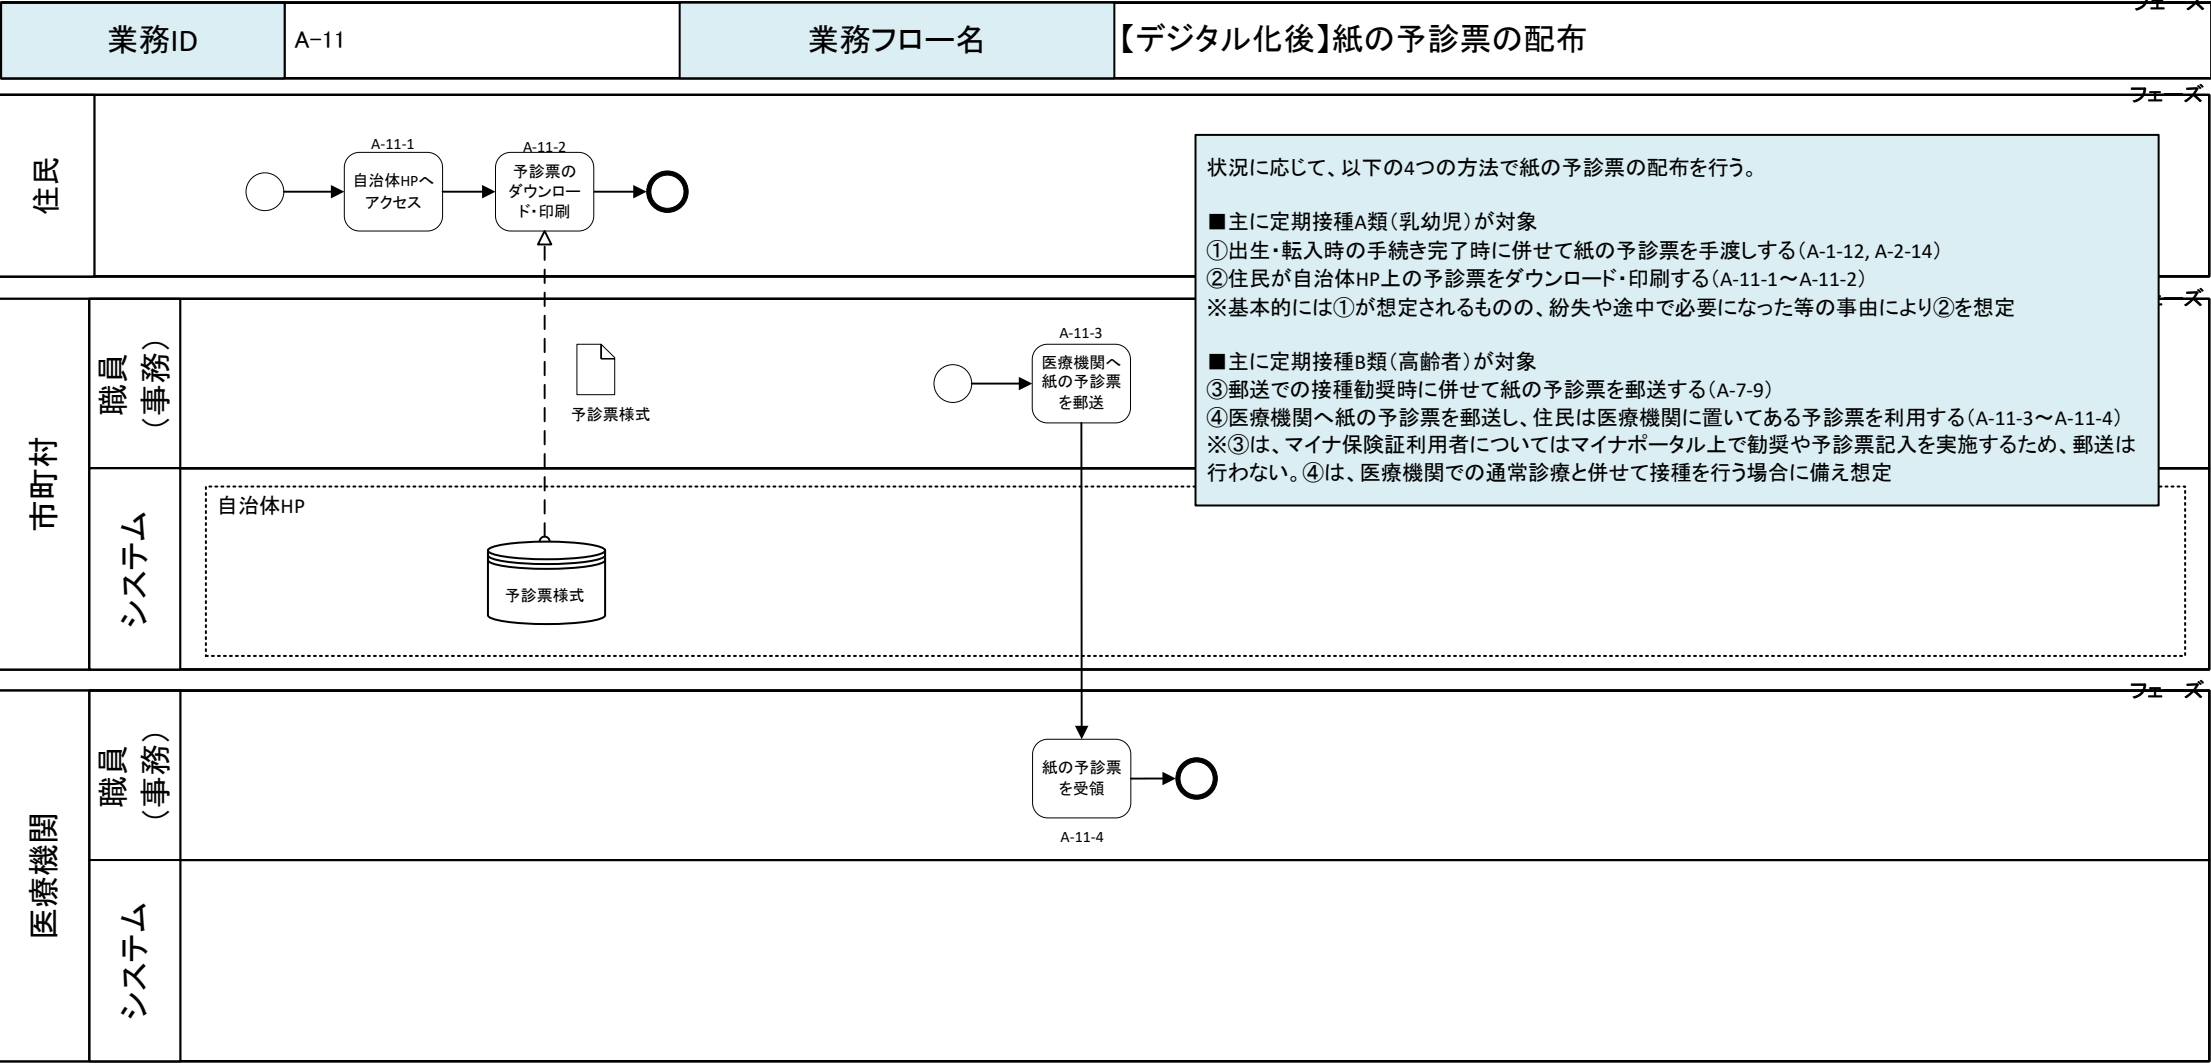 フェーズ
業務ID
A-11
業務フロー名
【デジタル化後】紙の予診票の配布
フェーズ
住民
A-11-1
自治体HPへ
アクセス
A-11-2
予診票の
ダウンロー
ド・印刷
状況に応じて、以下の4つの方法で紙の予診票の配布を行う。
■主に定期接種A類（乳幼児）が対象
①出生・転入時の手続き完了時に併せて紙の予診票を手渡しする（A-1-12, A-2-14）
②住民が自治体HP上の予診票をダウンロード・印刷する（A-11-1～A-11-2）
※基本的には①が想定されるものの、紛失や途中で必要になった等の事由により②を想定
■主に定期接種B類（高齢者）が対象
③郵送での接種勧奨時に併せて紙の予診票を郵送する（A-7-9）
④医療機関へ紙の予診票を郵送し、住民は医療機関に置いてある予診票を利用する（A-11-3～A-11-4）
※③は、マイナ保険証利用者についてはマイナポータル上で勧奨や予診票記入を実施するため、郵送は
行わない。④は、医療機関での通常診療と併せて接種を行う場合に備え想定
ーズ
市町村
職員
（事務）
予診票様式
A-11-3
医療機関へ
紙の予診票
を郵送
システム
自治体HP
予診票様式
フェーズ
医療機関
職員
（事務）
紙の予診票
を受領
A-11-4
システム